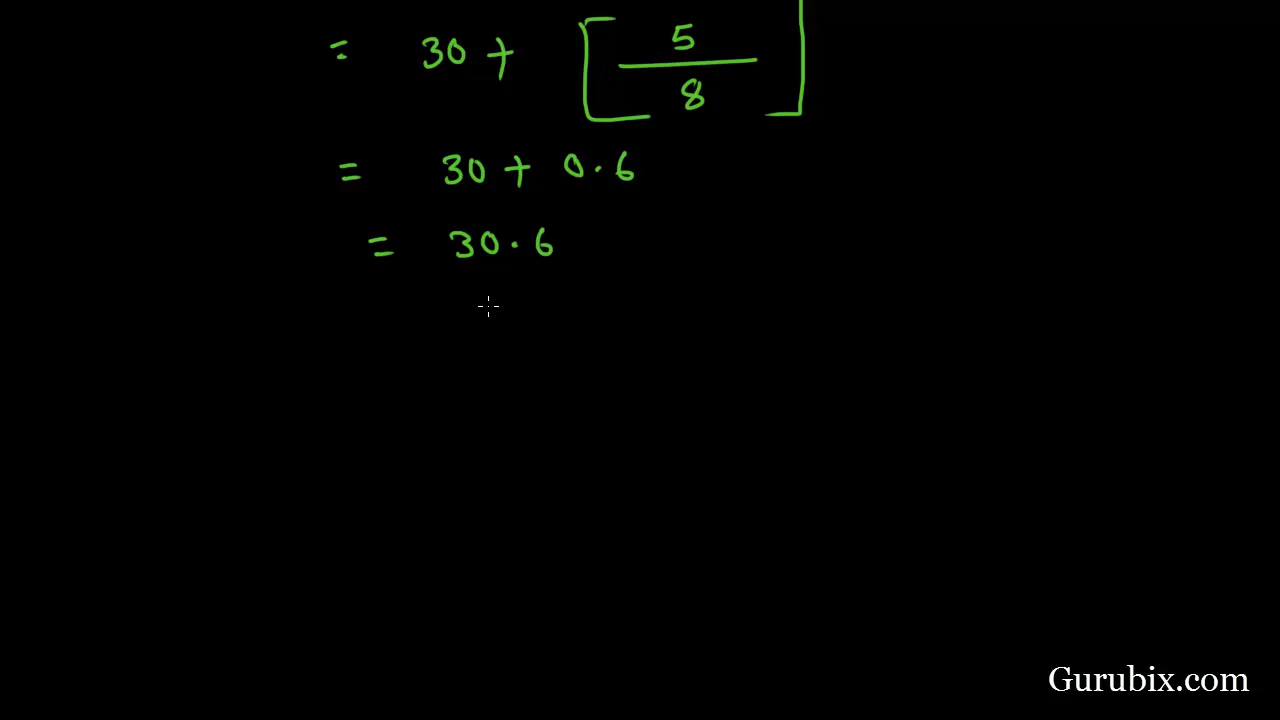 = 30 + [ 5 / 8 ]
= 30 + 0.6
= 30.6
Gurubix.com